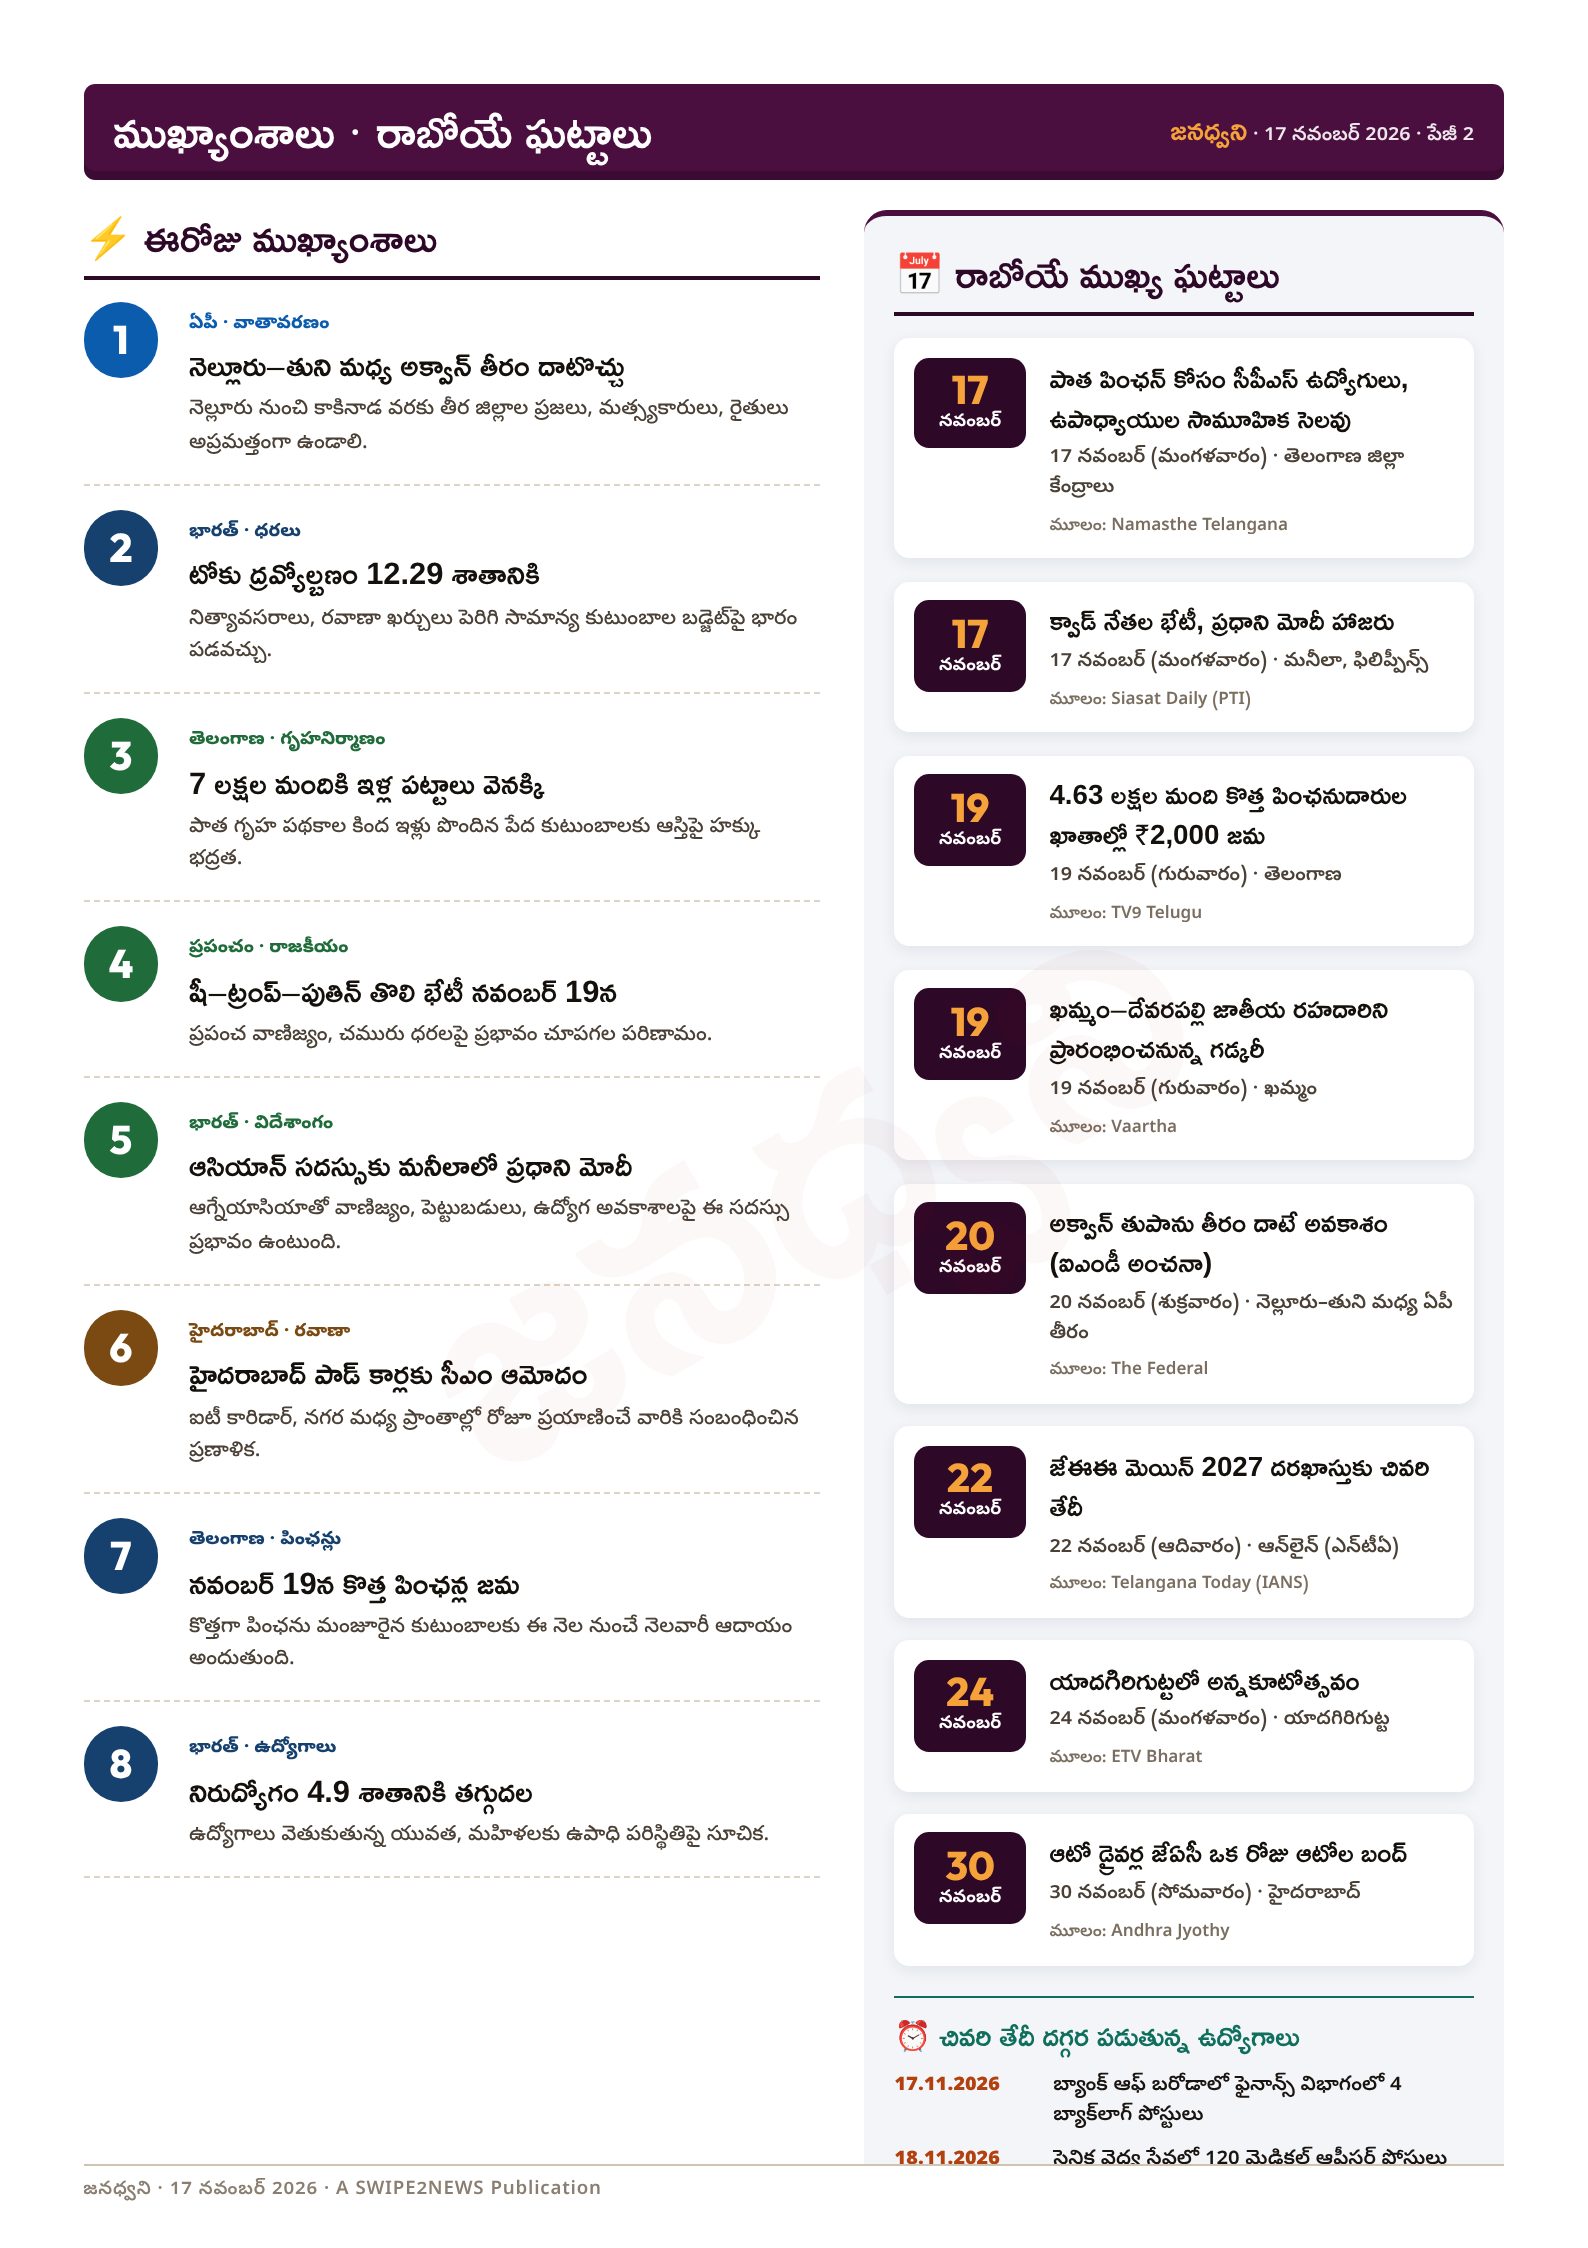 ముఖ్యాంశాలు · రాబోయే ఘట్టాలు
జనధ్వని · 17 నవంబర్ 2026 · పేజీ 2
⚡ ఈరోజు ముఖ్యాంశాలు
1
ఏపీ · వాతావరణం
నెల్లూరు–తుని మధ్య అక్వాన్ తీరం దాటొచ్చు
నెల్లూరు నుంచి కాకినాడ వరకు తీర జిల్లాల ప్రజలు, మత్స్యకారులు, రైతులు
అప్రమత్తంగా ఉండాలి.
2
భారత్ · ధరలు
టోకు ద్రవ్యోల్బణం 12.29 శాతానికి
నిత్యావసరాలు, రవాణా ఖర్చులు పెరిగి సామాన్య కుటుంబాల బడ్జెట్‌పై భారం
పడవచ్చు.
3
తెలంగాణ · గృహనిర్మాణం
7 లక్షల మందికి ఇళ్ల పట్టాలు వెనక్కి
పాత గృహ పథకాల కింద ఇళ్లు పొందిన పేద కుటుంబాలకు ఆస్తిపై హక్కు
భద్రత.
4
ప్రపంచం · రాజకీయం
షీ–ట్రంప్–పుతిన్ తొలి భేటీ నవంబర్ 19న
ప్రపంచ వాణిజ్యం, చమురు ధరలపై ప్రభావం చూపగల పరిణామం.
5
భారత్ · విదేశాంగం
ఆసియాన్ సదస్సుకు మనీలాలో ప్రధాని మోదీ
ఆగ్నేయాసియాతో వాణిజ్యం, పెట్టుబడులు, ఉద్యోగ అవకాశాలపై ఈ సదస్సు
ప్రభావం ఉంటుంది.
6
హైదరాబాద్ · రవాణా
హైదరాబాద్ పాడ్ కార్లకు సీఎం ఆమోదం
ఐటీ కారిడార్, నగర మధ్య ప్రాంతాల్లో రోజూ ప్రయాణించే వారికి సంబంధించిన
ప్రణాళిక.
7
తెలంగాణ · పింఛన్లు
నవంబర్ 19న కొత్త పింఛన్ల జమ
కొత్తగా పింఛను మంజూరైన కుటుంబాలకు ఈ నెల నుంచే నెలవారీ ఆదాయం
అందుతుంది.
8
భారత్ · ఉద్యోగాలు
నిరుద్యోగం 4.9 శాతానికి తగ్గుదల
ఉద్యోగాలు వెతుకుతున్న యువత, మహిళలకు ఉపాధి పరిస్థితిపై సూచిక.
July 17 రాబోయే ముఖ్య ఘట్టాలు
17 నవంబర్
పాత పింఛన్ కోసం సీపీఎస్ ఉద్యోగులు,
ఉపాధ్యాయుల సామూహిక సెలవు
17 నవంబర్ (మంగళవారం) · తెలంగాణ జిల్లా
కేంద్రాలు
మూలం: Namasthe Telangana
17 నవంబర్
క్వాడ్ నేతల భేటీ, ప్రధాని మోదీ హాజరు
17 నవంబర్ (మంగళవారం) · మనీలా, ఫిలిప్పీన్స్
మూలం: Siasat Daily (PTI)
19 నవంబర్
4.63 లక్షల మంది కొత్త పింఛనుదారుల
ఖాతాల్లో ₹2,000 జమ
19 నవంబర్ (గురువారం) · తెలంగాణ
మూలం: TV9 Telugu
19 నవంబర్
ఖమ్మం–దేవరపల్లి జాతీయ రహదారిని
ప్రారంభించనున్న గడ్కరీ
19 నవంబర్ (గురువారం) · ఖమ్మం
మూలం: Vaartha
20 నవంబర్
అక్వాన్ తుపాను తీరం దాటే అవకాశం
(ఐఎండీ అంచనా)
20 నవంబర్ (శుక్రవారం) · నెల్లూరు–తుని మధ్య ఏపీ
తీరం
మూలం: The Federal
22 నవంబర్
జేఈఈ మెయిన్ 2027 దరఖాస్తుకు చివరి
తేదీ
22 నవంబర్ (ఆదివారం) · ఆన్‌లైన్ (ఎన్‌టీఏ)
మూలం: Telangana Today (IANS)
24 నవంబర్
యాదగిరిగుట్టలో అన్నకూటోత్సవం
24 నవంబర్ (మంగళవారం) · యాదగిరిగుట్ట
మూలం: ETV Bharat
30 నవంబర్
ఆటో డ్రైవర్ల జేఏసీ ఒక రోజు ఆటోల బంద్
30 నవంబర్ (సోమవారం) · హైదరాబాద్
మూలం: Andhra Jyothy
⏰ చివరి తేదీ దగ్గర పడుతున్న ఉద్యోగాలు
17.11.2026 బ్యాంక్ ఆఫ్ బరోడాలో ఫైనాన్స్ విభాగంలో 4
బ్యాక్‌లాగ్ పోస్టులు
18.11.2026 సైనిక వైద్య సేవలో 120 మెడికల్ ఆఫీసర్ పోస్టులు
జనధ్వని
జనధ్వని · 17 నవంబర్ 2026 · A SWIPE2NEWS Publication